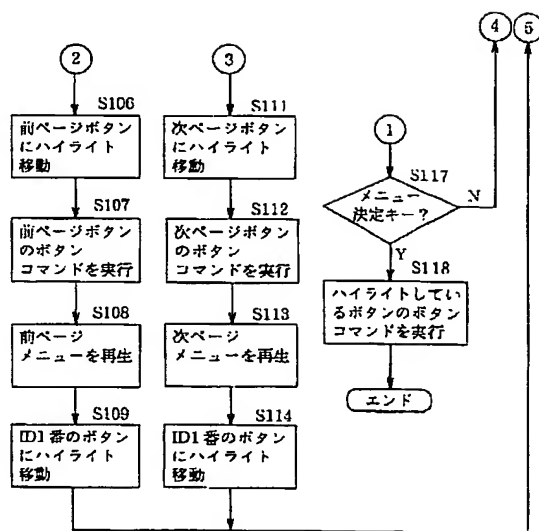 ④
⑤
②
③
S106
前ページボタン
にハイライト
移動
S107
前ページボタン
のボタン
コマンドを実行
S108
前ページ
メニューを再生
S109
ID1番のボタン
にハイライト
移動
S111
次ページボタン
にハイライト
移動
S112
次ページボタン
のボタン
コマンドを実行
S113
次ページ
メニューを再生
S114
ID1番のボタン
にハイライト
移動
①
S117
メニュー
決定キー?
N
Y
S118
ハイライトしてい
るボタンのボタン
コマンドを実行
エンド